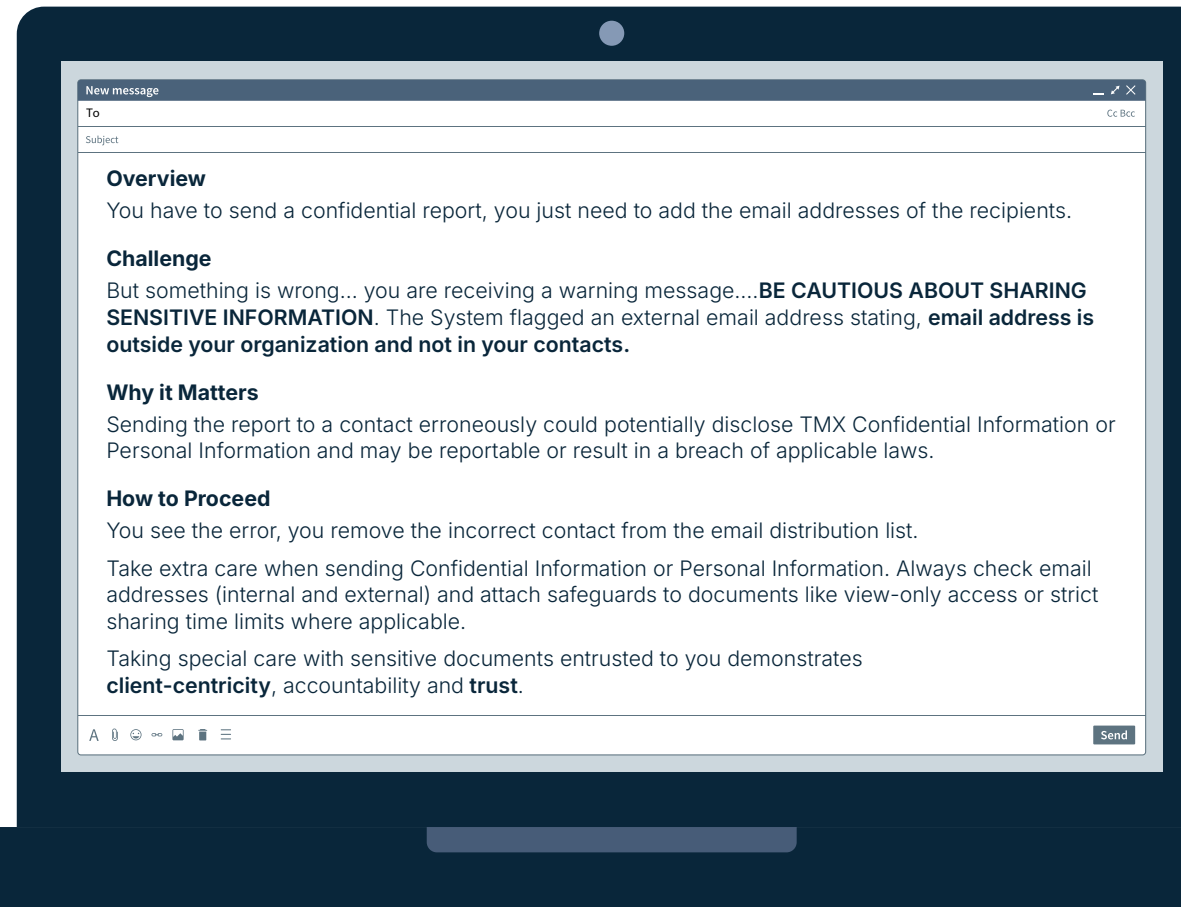 New message
To
Cc Bcc
Subject
Overview
You have to send a confidential report, you just need to add the email addresses of the recipients.
Challenge
But something is wrong... you are receiving a warning message....BE CAUTIOUS ABOUT SHARING
SENSITIVE INFORMATION. The System flagged an external email address stating, email address is
outside your organization and not in your contacts.
Why it Matters
Sending the report to a contact erroneously could potentially disclose TMX Confidential Information or
Personal Information and may be reportable or result in a breach of applicable laws.
How to Proceed
You see the error, you remove the incorrect contact from the email distribution list.
Take extra care when sending Confidential Information or Personal Information. Always check email
addresses (internal and external) and attach safeguards to documents like view-only access or strict
sharing time limits where applicable.
Taking special care with sensitive documents entrusted to you demonstrates
client-centricity, accountability and trust.
A
Send